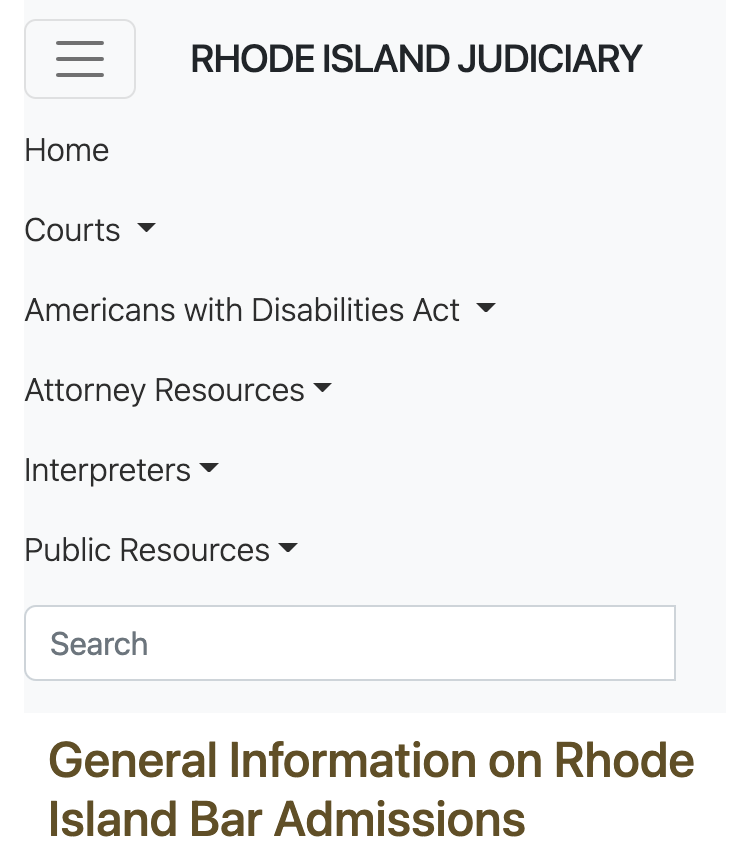 RHODE ISLAND JUDICIARY
Home
Courts
Americans with Disabilities Act
Attorney Resources
Interpreters
Public Resources
Search
General Information on Rhode
Island Bar Admissions